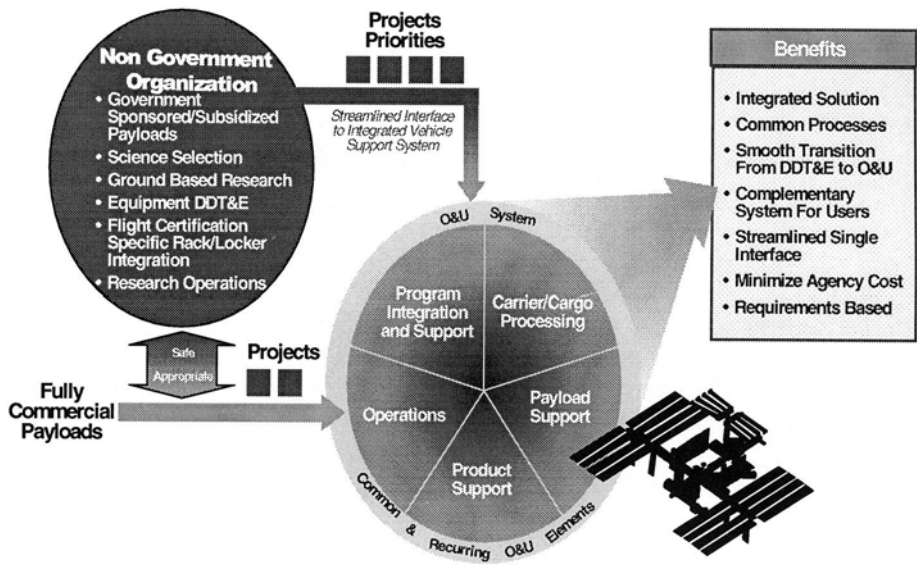 Non Government
Organization
• Government
Sponsored/Subsidized
Payloads
• Science Selection
• Ground Based Research
• Equipment DDT&E
• Flight Certification
Specific Rack/Locker
Integration
• Research Operations
Projects
Priorities
Streamlined Interface
to Integrated Vehicle
Support System
Safe
Appropriate
Projects
Fully
Commercial
Payloads
O&U System
Program
Integration
and Support
Carrier/Cargo
Processing
Operations
Payload
Support
Product
Support
Common & Recurring O&U Elements
Benefits
• Integrated Solution
• Common Processes
• Smooth Transition
From DDT&E to O&U
• Complementary
System For Users
• Streamlined Single
Interface
• Minimize Agency Cost
• Requirements Based